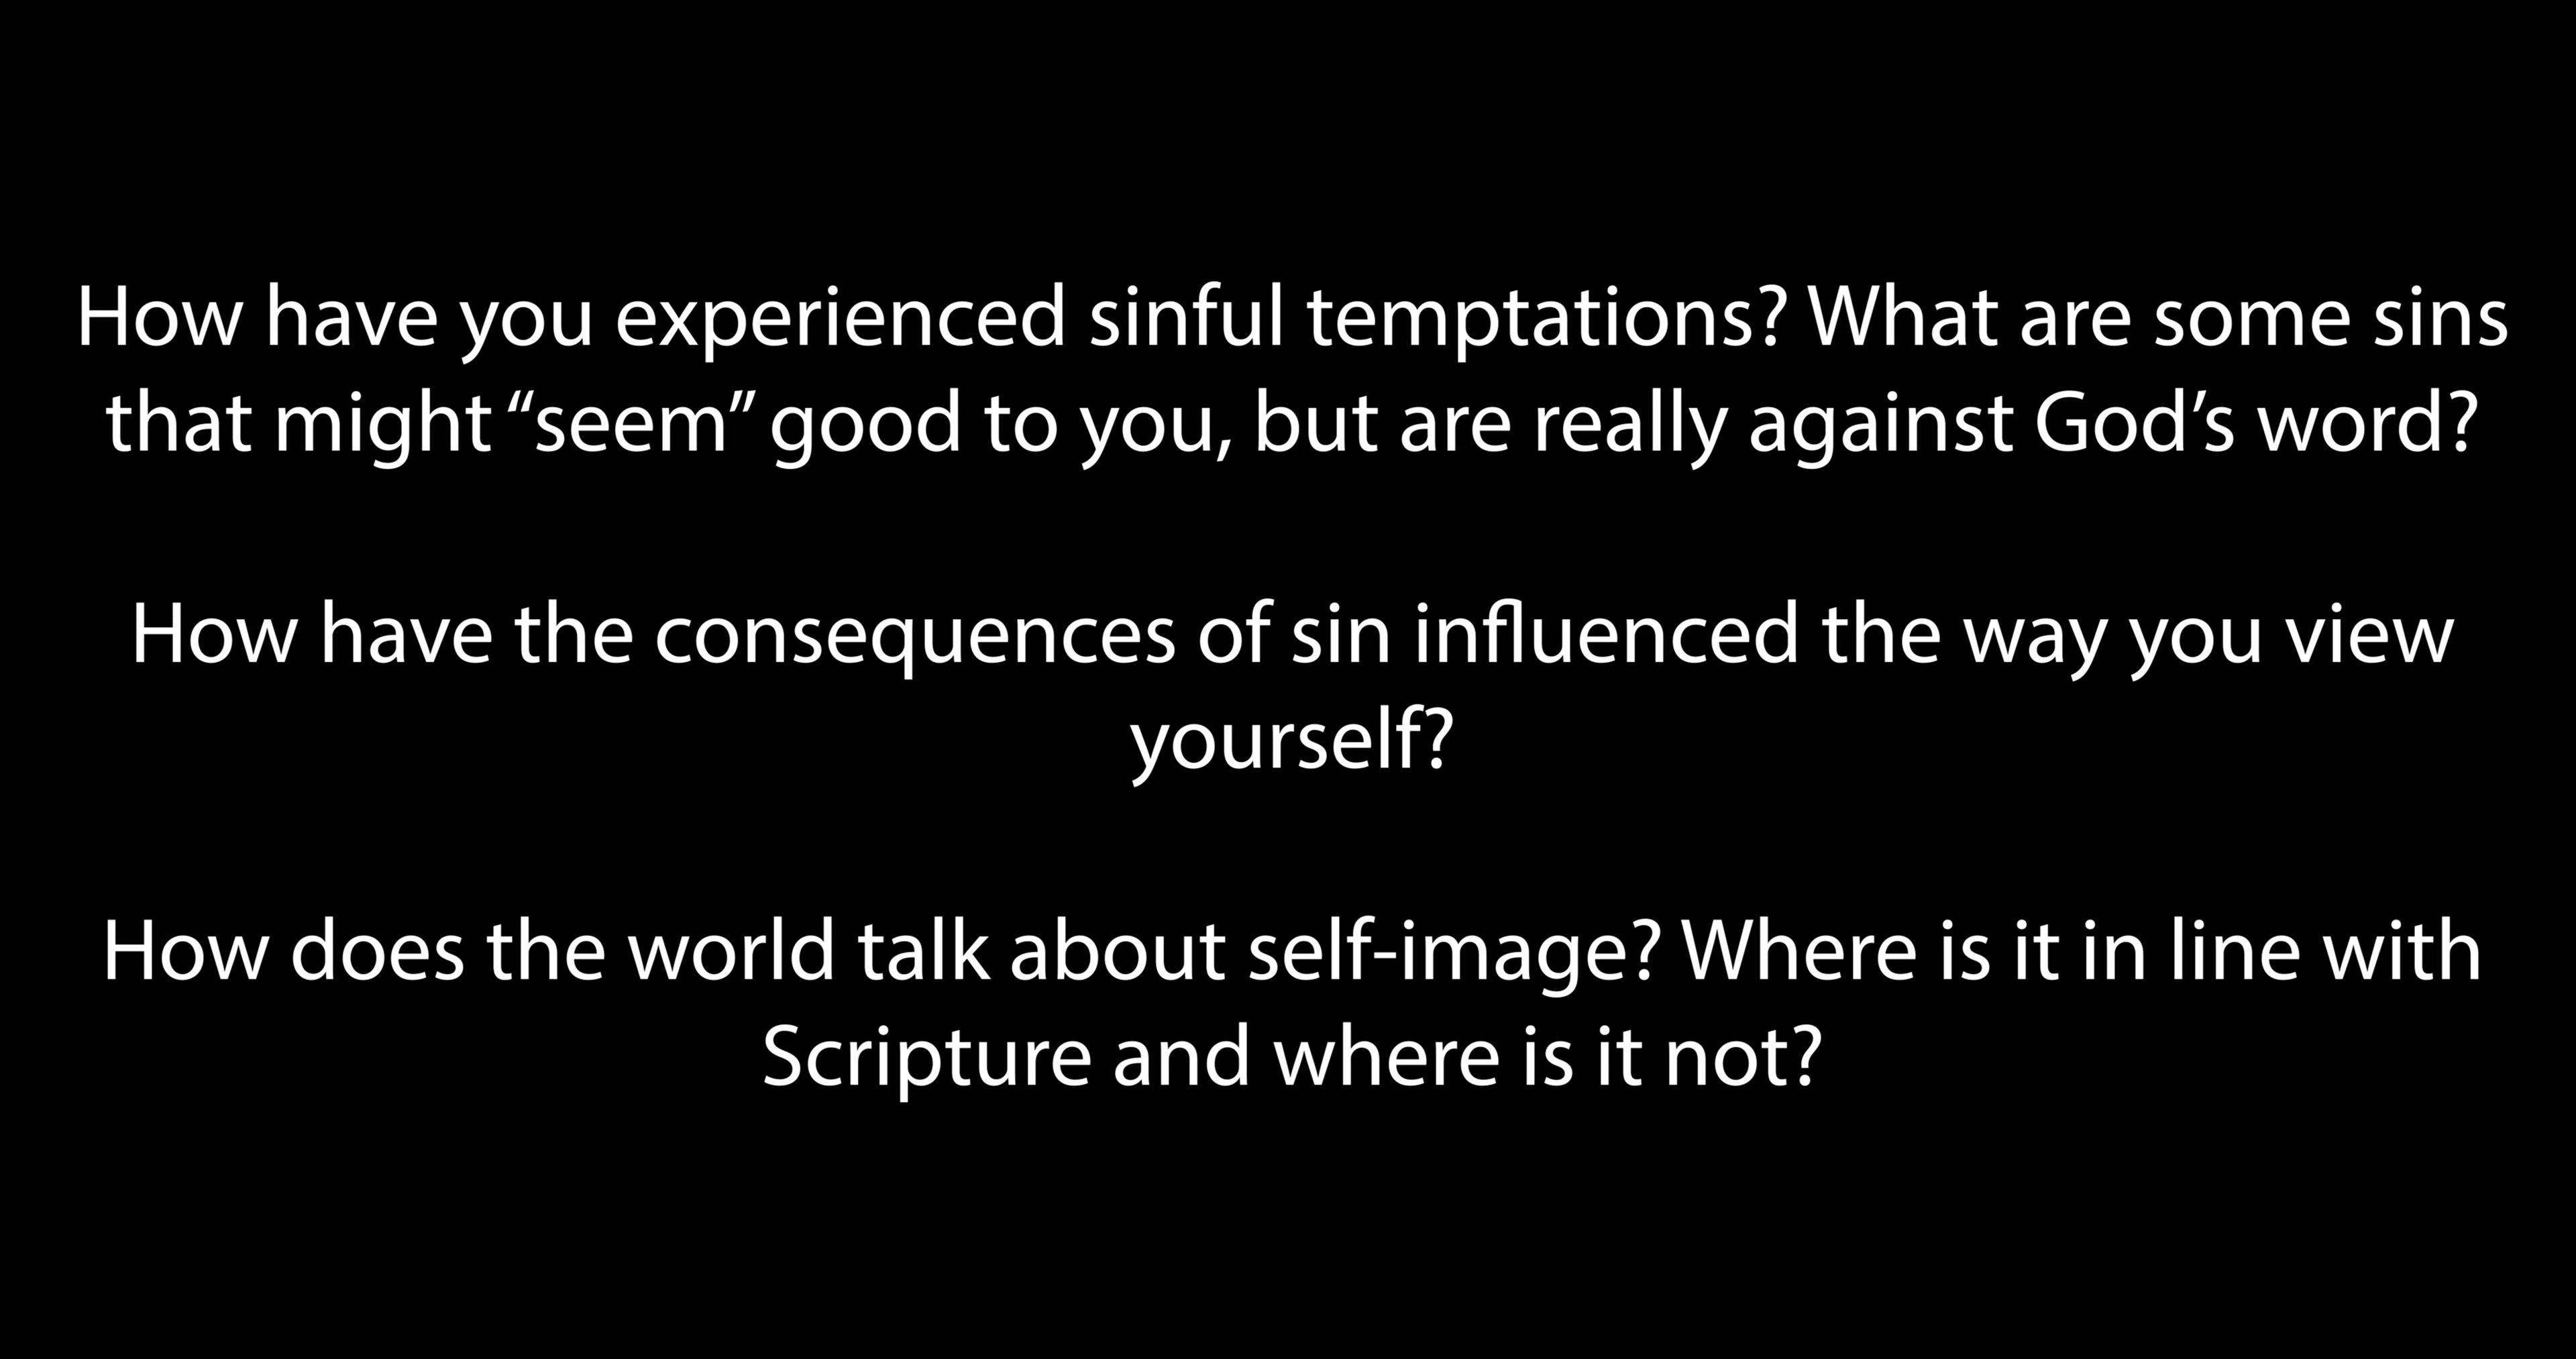 How have you experienced sinful temptations? What are some sins
that might “seem” good to you, but are really against God’s word?
How have the consequences of sin influenced the way you view
yourself?
How does the world talk about self-image? Where is it in line with
Scripture and where is it not?